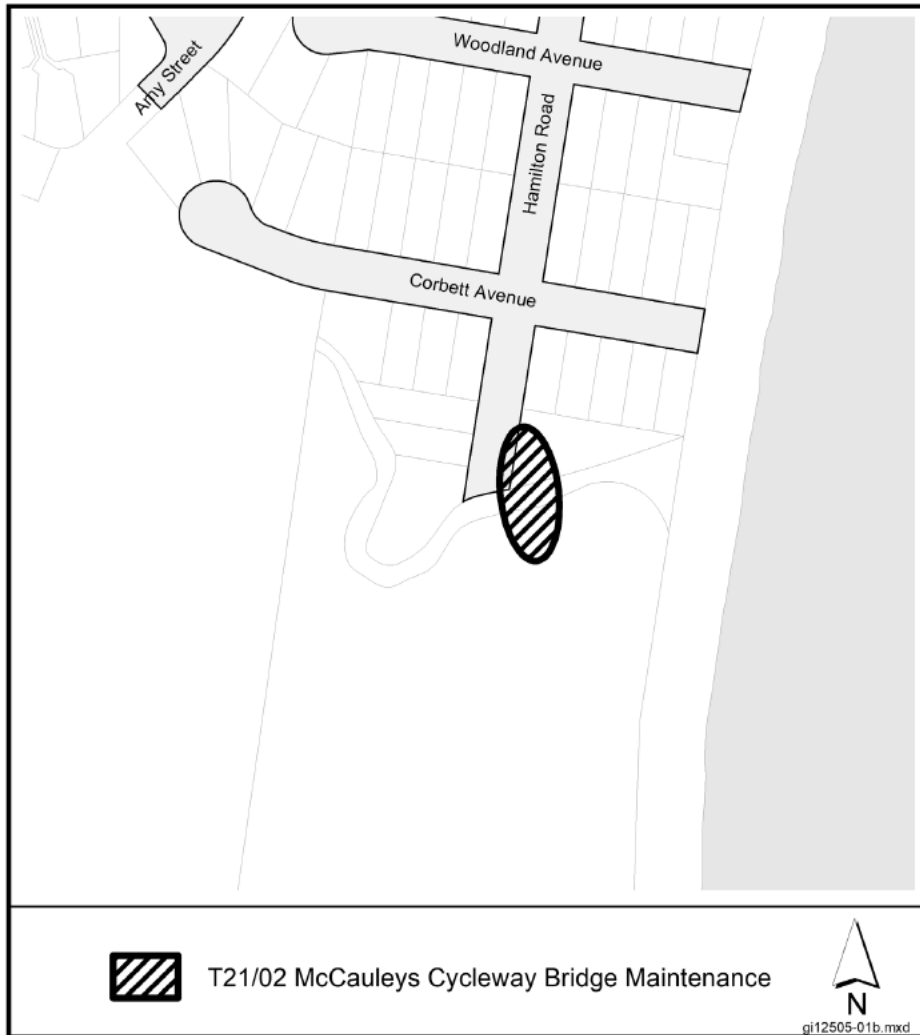 Woodland Avenue
Amy Street
Hamilton Road
Corbett Avenue
T21/02 McCauleys Cycleway Bridge Maintenance
N
gi12505-01b.mxd